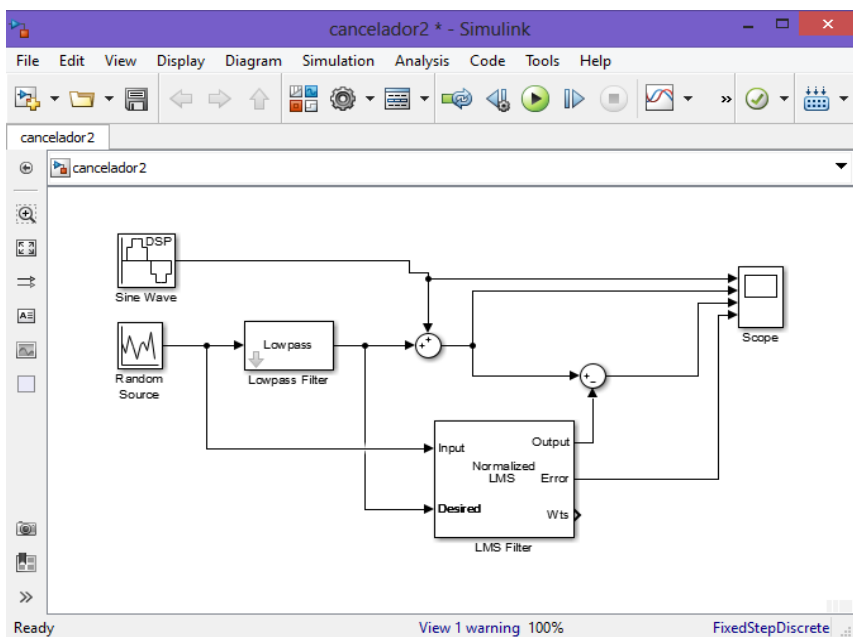 cancelador2 * - Simulink
File Edit View Display Diagram Simulation Analysis Code Tools Help
cancelador2
cancelador2
DSP
Sine Wave
Random
Source
Lowpass
Lowpass Filter
Scope
Input
Output
Normalized
LMS
Error
Desired
Wts
LMS Filter
Ready View 1 warning 100% FixedStepDiscrete